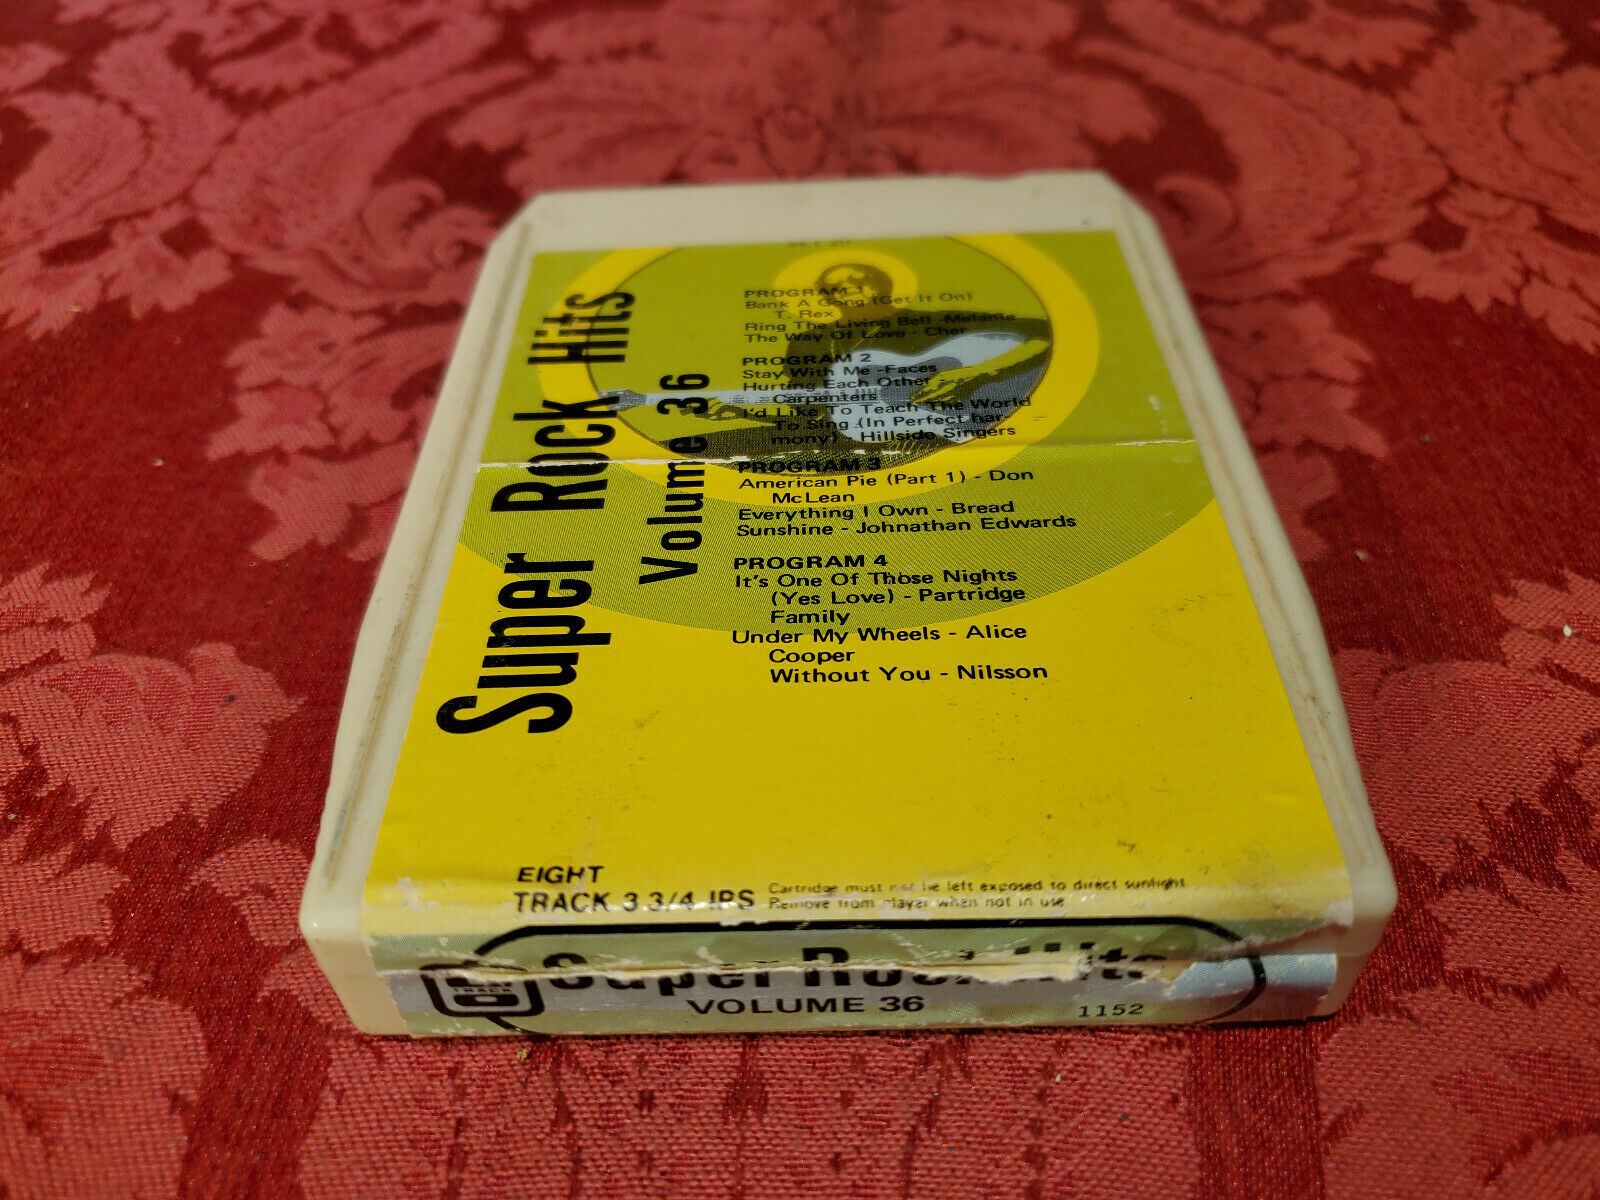 Super Rock Hits
Volume 36
PROGRAM 1
Bank A Gong (Get It On)
T. Rex
Ring The Living Bell -Melanie
The Way Of Love - Cher
PROGRAM 2
Stay With Me -Faces
Hurting Each Other -
Carpenters
I'd Like To Teach The World
To Sing (In Perfect har-
mony) - Hillside Singers
PROGRAM 3
American Pie (Part 1) - Don
McLean
Everything I Own - Bread
Sunshine - Johnathan Edwards
PROGRAM 4
It's One Of Those Nights
(Yes Love) - Partridge
Family
Under My Wheels - Alice
Cooper
Without You - Nilsson
EIGHT
TRACK 3 3/4 IPS
Cartridge must not be left exposed to direct sunlight
Remove from player when not in use
Super Rock Hits
VOLUME 36
1152